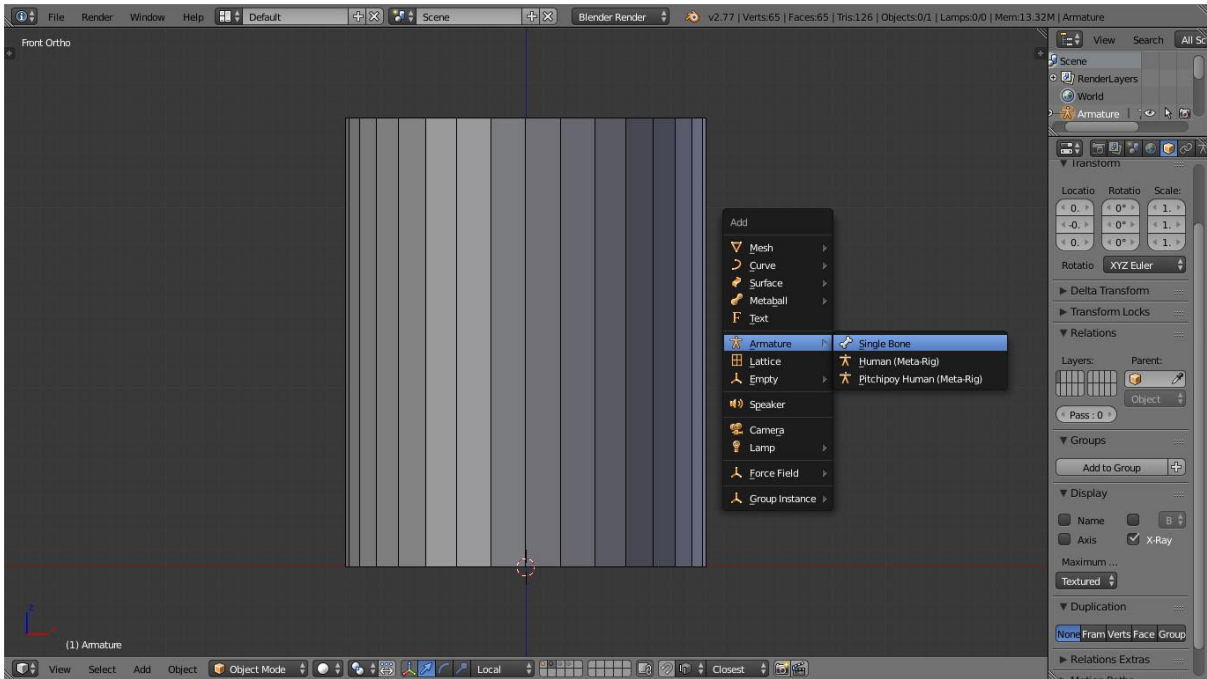 File Render Window Help Default Scene Blender Render v2.77 | Verts:65 | Faces:65 | Tris:126 | Objects:0/1 | Lamps:0/0 | Mem:13.32M | Armature
Front Ortho
View Search All Sc
Scene
RenderLayers
World
Armature
Transform
Locatio Rotatio Scale:
0. 0° 1.
-0. 0° 1.
0. 0° 1.
Rotatio XYZ Euler
Delta Transform
Transform Locks
Relations
Layers: Parent:
Object
Pass : 0
Groups
Add to Group
Display
Name B
Axis X-Ray
Maximum ...
Textured
Duplication
None Fram Verts Face Group
Relations Extras
Add
Mesh
Curve
Surface
Metaball
F Text
Armature Single Bone
Lattice Human (Meta-Rig)
Empty Pitchipoy Human (Meta-Rig)
Speaker
Camera
Lamp
Force Field
Group Instance
z
(1) Armature
View Select Add Object Object Mode Local Closest